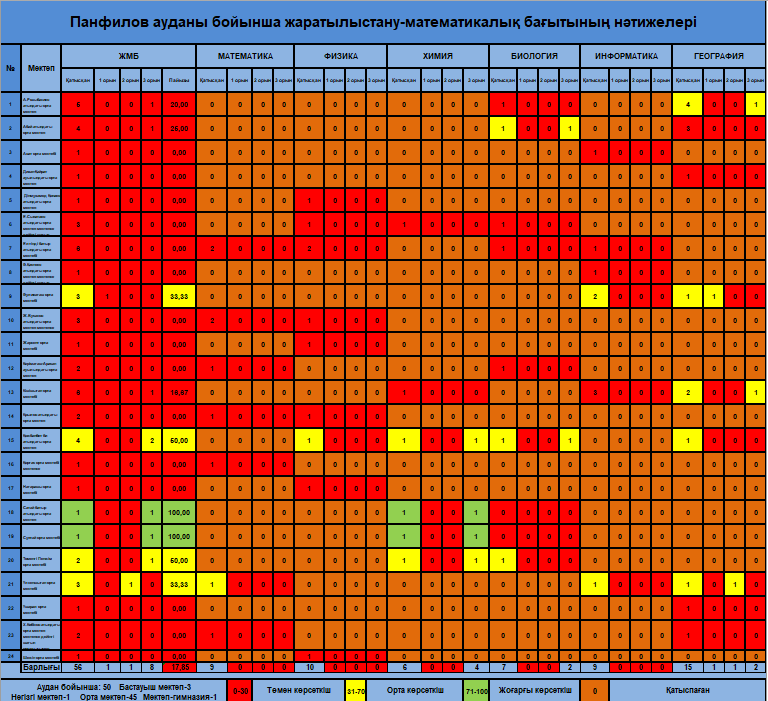 Панфилов ауданы бойынша жаратылыстану-математикалық бағытының нәтижелері
№ Мектеп ЖМБ МАТЕМАТИКА ФИЗИКА ХИМИЯ БИОЛОГИЯ ИНФОРМАТИКА ГЕОГРАФИЯ
Қатысқан 1 орын 2 орын 3 орын Пайызы Қатысқан 1 орын 2 орын 3 орын Қатысқан 1 орын 2 орын 3 орын Қатысқан 1 орын 2 орын 3 орын Қатысқан 1 орын 2 орын 3 орын Қатысқан 1 орын 2 орын 3 орын Қатысқан 1 орын 2 орын 3 орын
1 5 0 0 1 20,00 0 0 0 0 0 0 0 0 0 0 0 0 1 0 0 0 0 0 0 0 4 0 0 1
2 4 0 0 1 25,00 0 0 0 0 0 0 0 0 0 0 0 0 1 0 0 1 0 0 0 0 3 0 0 0
3 1 0 0 0 0,00 0 0 0 0 0 0 0 0 0 0 0 0 0 0 0 0 1 0 0 0 0 0 0 0
4 1 0 0 0 0,00 0 0 0 0 0 0 0 0 0 0 0 0 0 0 0 0 0 0 0 0 1 0 0 0
5 1 0 0 0 0,00 0 0 0 0 1 0 0 0 0 0 0 0 0 0 0 0 0 0 0 0 0 0 0 0
6 3 0 0 0 0,00 0 0 0 0 1 0 0 0 1 0 0 0 1 0 0 0 0 0 0 0 0 0 0 0
7 6 0 0 0 0,00 2 0 0 0 2 0 0 0 0 0 0 0 1 0 0 0 1 0 0 0 0 0 0 0
8 1 0 0 0 0,00 0 0 0 0 0 0 0 0 0 0 0 0 0 0 0 0 1 0 0 0 0 0 0 0
9 3 1 0 0 33,33 0 0 0 0 0 0 0 0 0 0 0 0 0 0 0 0 2 0 0 0 1 1 0 0
10 3 0 0 0 0,00 2 0 0 0 1 0 0 0 0 0 0 0 0 0 0 0 0 0 0 0 0 0 0 0
11 1 0 0 0 0,00 0 0 0 0 1 0 0 0 0 0 0 0 0 0 0 0 0 0 0 0 0 0 0 0
12 2 0 0 0 0,00 1 0 0 0 0 0 0 0 0 0 0 0 1 0 0 0 0 0 0 0 0 0 0 0
13 6 0 0 1 16,67 0 0 0 0 0 0 0 0 1 0 0 0 0 0 0 0 3 0 0 0 2 0 0 1
14 2 0 0 0 0,00 1 0 0 0 1 0 0 0 0 0 0 0 0 0 0 0 0 0 0 0 0 0 0 0
15 4 0 0 2 50,00 0 0 0 0 1 0 0 0 1 0 0 1 1 0 0 1 0 0 0 0 1 0 0 0
16 1 0 0 0 0,00 1 0 0 0 0 0 0 0 0 0 0 0 0 0 0 0 0 0 0 0 0 0 0 0
17 1 0 0 0 0,00 0 0 0 0 1 0 0 0 0 0 0 0 0 0 0 0 0 0 0 0 0 0 0 0
18 1 0 0 1 100,00 0 0 0 0 0 0 0 0 1 0 0 1 0 0 0 0 0 0 0 0 0 0 0 0
19 1 0 0 1 100,00 0 0 0 0 0 0 0 0 1 0 0 1 0 0 0 0 0 0 0 0 0 0 0 0
20 2 0 0 1 50,00 0 0 0 0 0 0 0 0 1 0 0 1 1 0 0 0 0 0 0 0 0 0 0 0
21 3 0 1 0 33,33 1 0 0 0 0 0 0 0 0 0 0 0 0 0 0 0 1 0 0 0 1 0 1 0
22 1 0 0 0 0,00 0 0 0 0 0 0 0 0 0 0 0 0 0 0 0 0 0 0 0 0 1 0 0 0
23 2 0 0 0 0,00 1 0 0 0 0 0 0 0 0 0 0 0 0 0 0 0 0 0 0 0 1 0 0 0
24 1 0 0 0 0,00 0 0 0 0 1 0 0 0 0 0 0 0 0 0 0 0 0 0 0 0 0 0 0 0
Барлығы 56 1 1 8 17,85 9 0 0 0 10 0 0 0 6 0 0 4 7 0 0 2 9 0 0 0 15 1 1 2
Аудан бойынша: 50 Бастауыш мектеп-3
Негізгі мектеп-1 Орта мектеп-45 Мектеп-гимназия-1
0-30 Төмен көрсеткіш 31-70 Орта көрсеткіш 71-100 Жоғарғы көрсеткіш 0 Қатыспаған